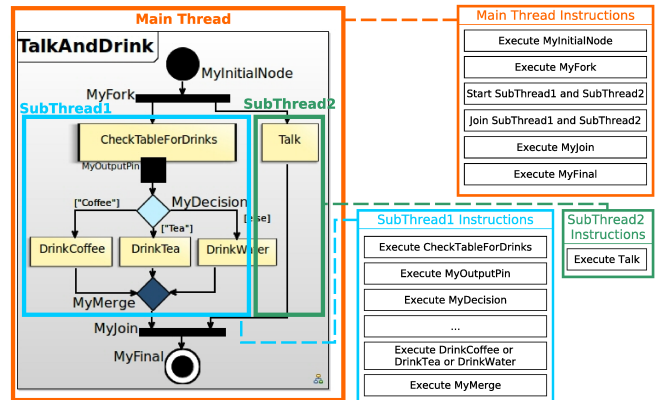 Main Thread
TalkAndDrink
MyInitialNode
MyFork
SubThread1
SubThread2
CheckTableForDrinks
Talk
MyOutputPin
MyDecision
["Coffee"]
["Tea"]
[else]
DrinkCoffee
DrinkTea
DrinkWater
MyMerge
MyJoin
MyFinal
Main Thread Instructions
Execute MyInitialNode
Execute MyFork
Start SubThread1 and SubThread2
Join SubThread1 and SubThread2
Execute MyJoin
Execute MyFinal
SubThread1 Instructions
Execute CheckTableForDrinks
Execute MyOutputPin
Execute MyDecision
...
Execute DrinkCoffee or
DrinkTea or DrinkWater
Execute MyMerge
SubThread2
Instructions
Execute Talk